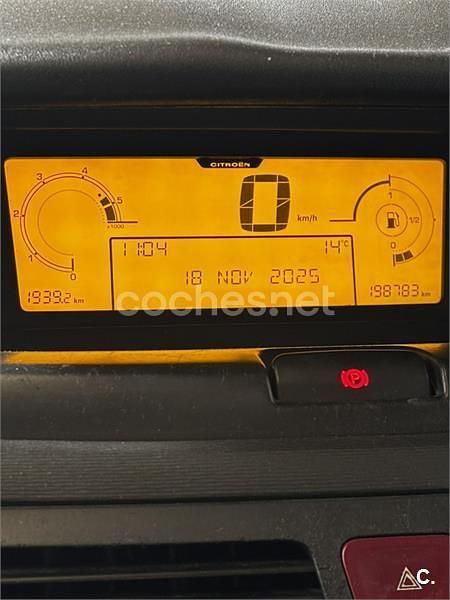 CITROËN
4
3
5
2
x1000
1
0
0 km/h
1
1/2
0
11:04
14°C
18 NOV 2025
1939.2 km
198783 km
coches.net
P
C.